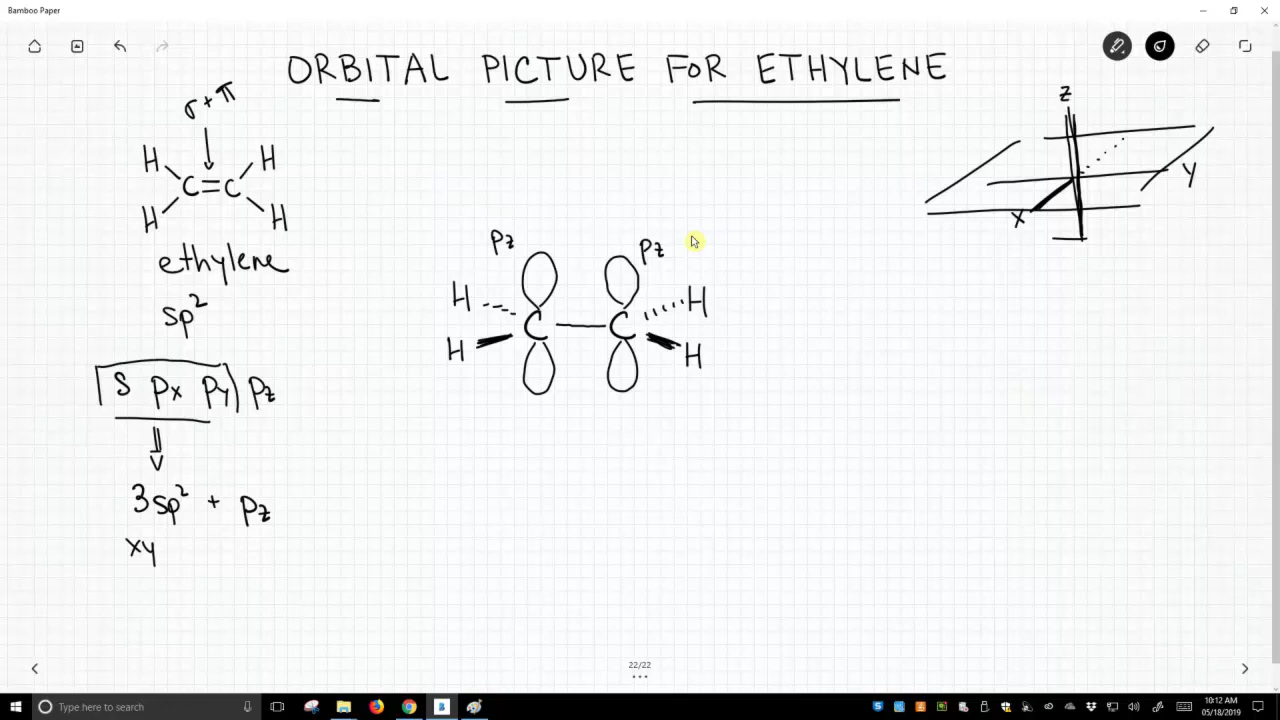 Bamboo Paper
ORBITAL PICTURE FOR ETHYLENE
σ + π
H H
C=C
H H
ethylene
sp²
S Px Py Pz
3sp² + Pz
xy
Pz Pz
H H
C C
H H
Z
Y
X
22/22
Type here to search
10:12 AM
05/18/2019